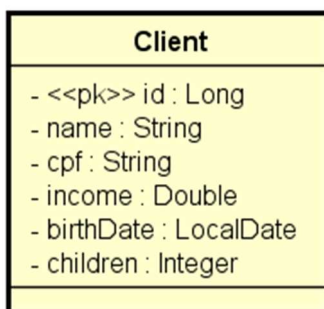 Client
- <<pk>> id : Long
- name : String
- cpf : String
- income : Double
- birthDate : LocalDate
- children : Integer